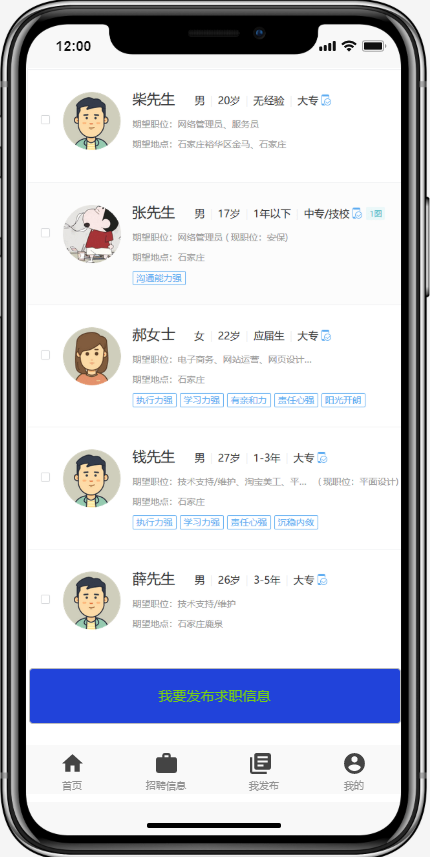 12:00
柴先生 男 20岁 无经验 大专
期望职位：网络管理员、服务员
期望地点：石家庄裕华区金马、石家庄
张先生 男 17岁 1年以下 中专/技校 1图
期望职位：网络管理员 ( 现职位：安保)
期望地点：石家庄
沟通能力强
郝女士 女 22岁 应届生 大专
期望职位：电子商务、网站运营、网页设计...
期望地点：石家庄
执行力强 学习力强 有亲和力 责任心强 阳光开朗
钱先生 男 27岁 1-3年 大专
期望职位：技术支持/维护、淘宝美工、平... ( 现职位：平面设计)
期望地点：石家庄
执行力强 学习力强 责任心强 沉稳内敛
薛先生 男 26岁 3-5年 大专
期望职位：技术支持/维护
期望地点：石家庄鹿泉
我要发布求职信息
首页 招聘信息 我发布 我的